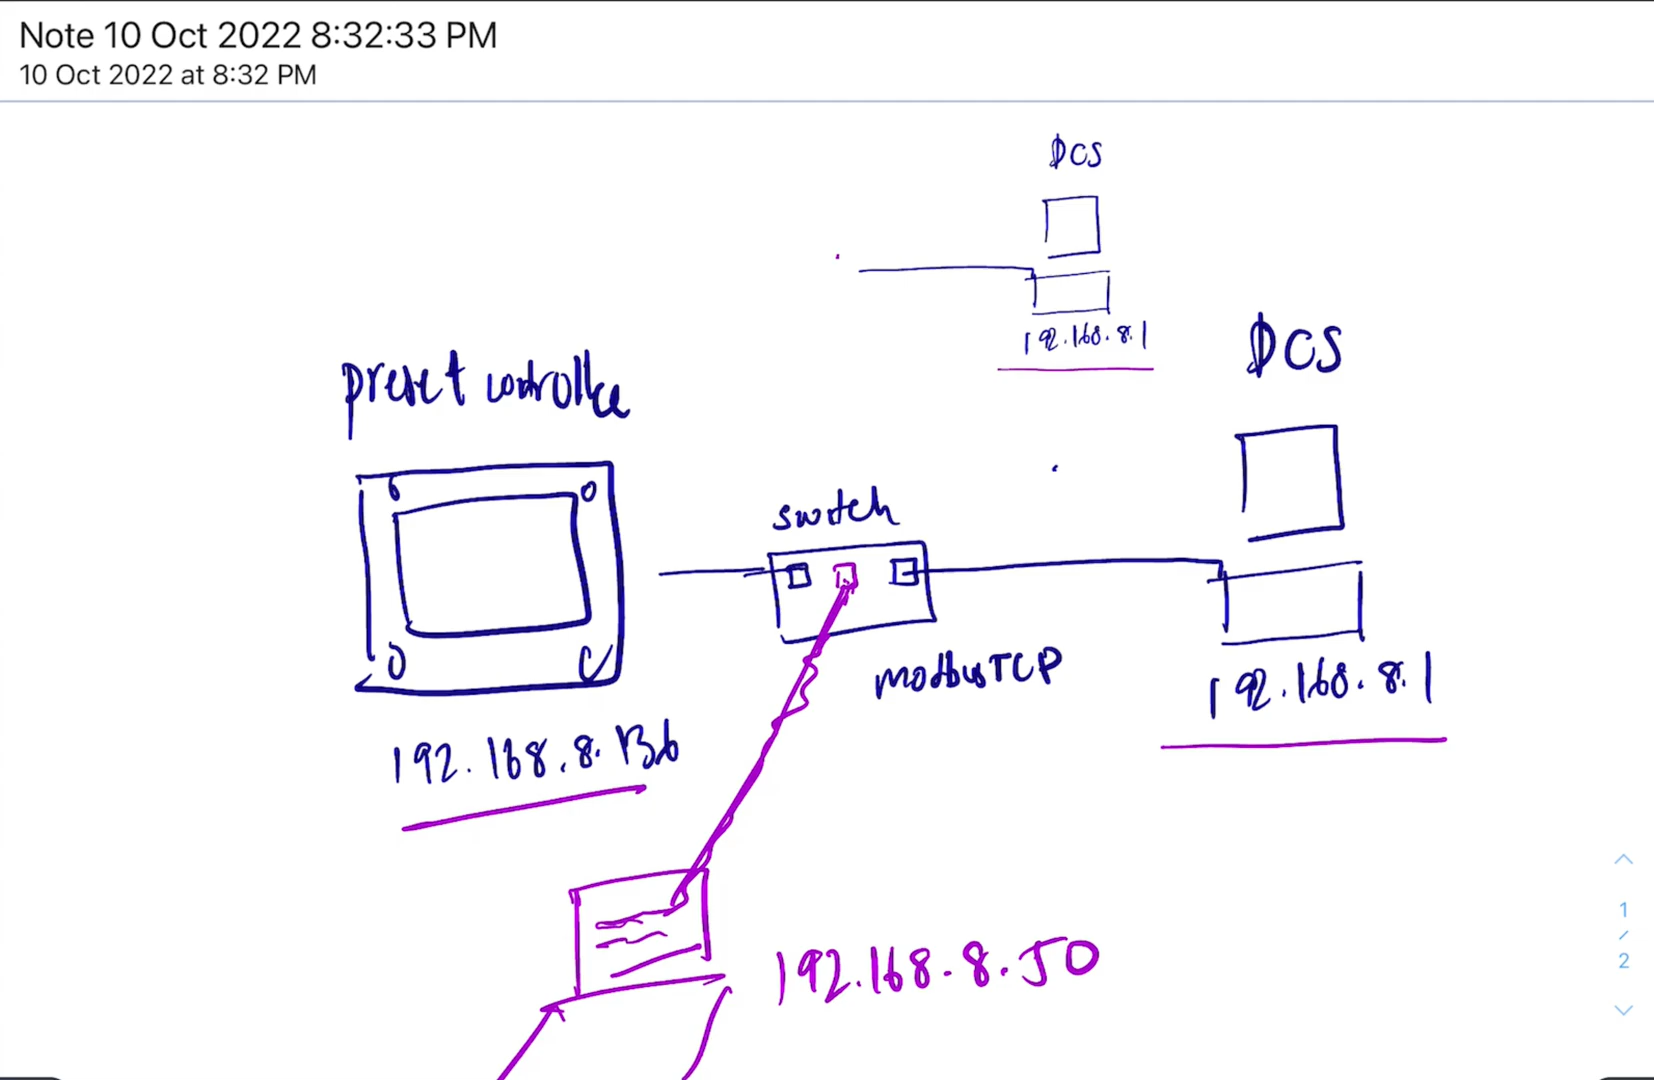 Note 10 Oct 2022 8:32:33 PM
10 Oct 2022 at 8:32 PM
DCS
192.168.8.1
DCS
preset controller
switch
modbus TCP
192.168.8.1
192.168.8.136
192.168.8.50
1
/
2